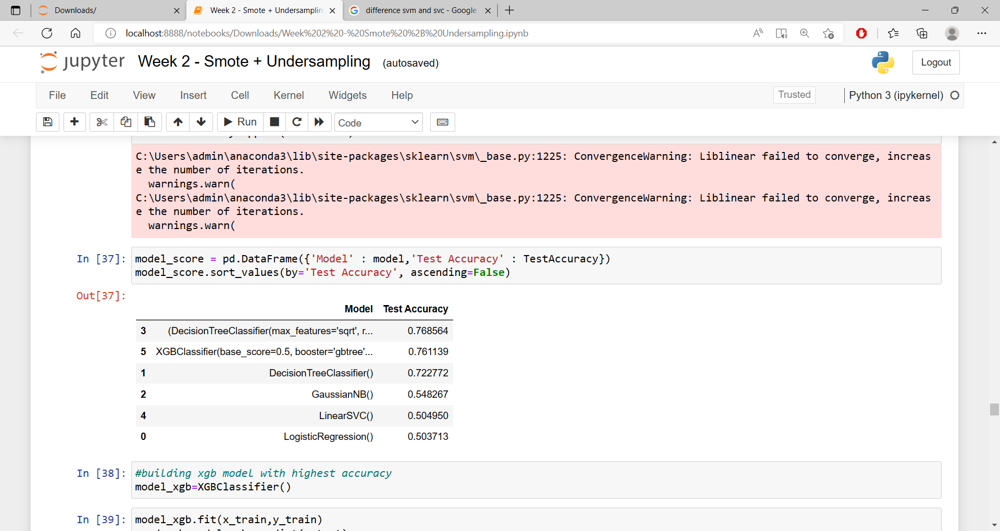 Downloads/
Week 2 - Smote + Undersamplin
difference svm and svc - Google
localhost:8888/notebooks/Downloads/Week%202%20-%20Smote%20%2B%20Undersampling.ipynb
jupyter Week 2 - Smote + Undersampling (autosaved)
Logout
File Edit View Insert Cell Kernel Widgets Help
Trusted
Python 3 (ipykernel)
Run
Code
C:\Users\admin\anaconda3\lib\site-packages\sklearn\svm\_base.py:1225: ConvergenceWarning: Liblinear failed to converge, increas
e the number of iterations.
warnings.warn(
C:\Users\admin\anaconda3\lib\site-packages\sklearn\svm\_base.py:1225: ConvergenceWarning: Liblinear failed to converge, increas
e the number of iterations.
warnings.warn(
In [37]: model_score = pd.DataFrame({'Model' : model,'Test Accuracy' : TestAccuracy})
model_score.sort_values(by='Test Accuracy', ascending=False)
Out[37]:
Model Test Accuracy
3 (DecisionTreeClassifier(max_features='sqrt', r... 0.768564
5 XGBClassifier(base_score=0.5, booster='gbtree'... 0.761139
1 DecisionTreeClassifier() 0.722772
2 GaussianNB() 0.548267
4 LinearSVC() 0.504950
0 LogisticRegression() 0.503713
In [38]: #building xgb model with highest accuracy
model_xgb=XGBClassifier()
In [39]: model_xgb.fit(x_train,y_train)